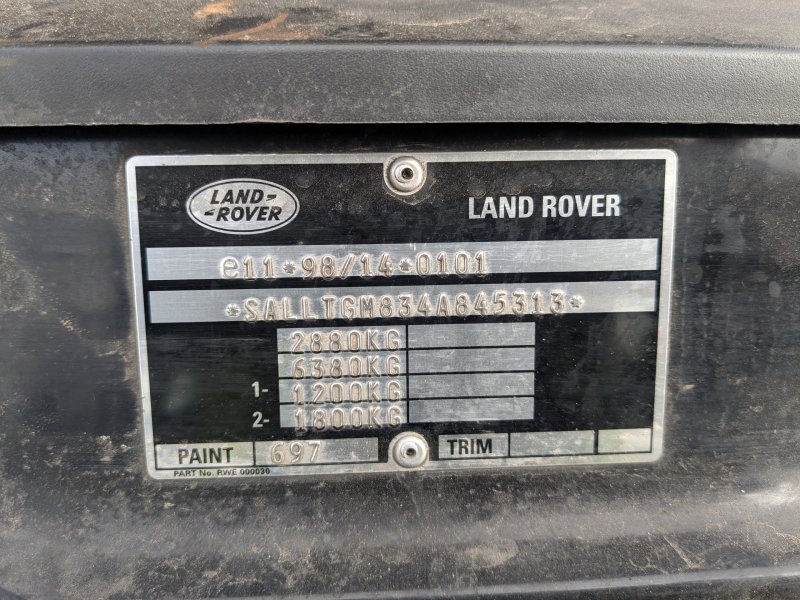 LAND-
-ROVER
LAND ROVER
e11*98/14*0101
*SALLTGM834A845313*
2880KG
6380KG
1- 1200KG
2- 1800KG
PAINT 697 TRIM
PART No. RWE 000030